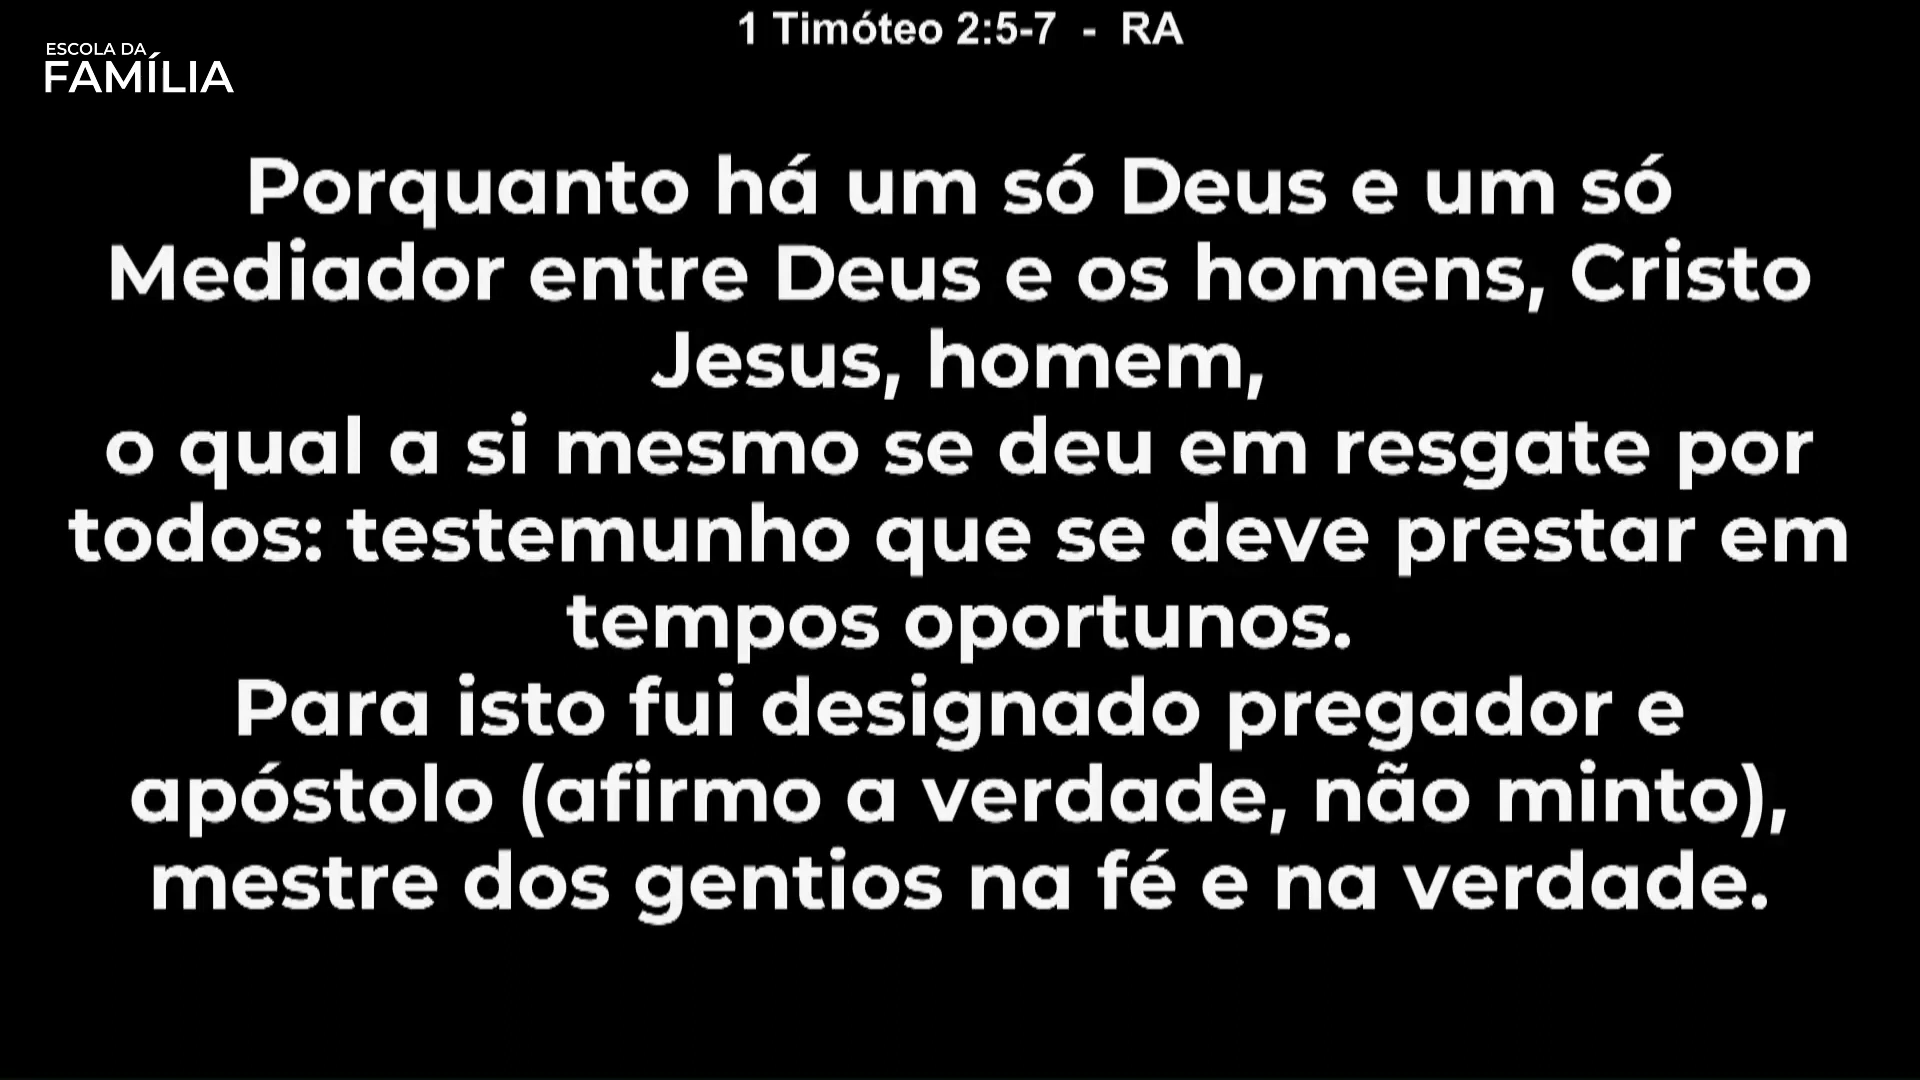 1 Timóteo 2:5-7 - RA
ESCOLA DA
FAMÍLIA
Porquanto há um só Deus e um só
Mediador entre Deus e os homens, Cristo
Jesus, homem,
o qual a si mesmo se deu em resgate por
todos: testemunho que se deve prestar em
tempos oportunos.
Para isto fui designado pregador e
apóstolo (afirmo a verdade, não minto),
mestre dos gentios na fé e na verdade.